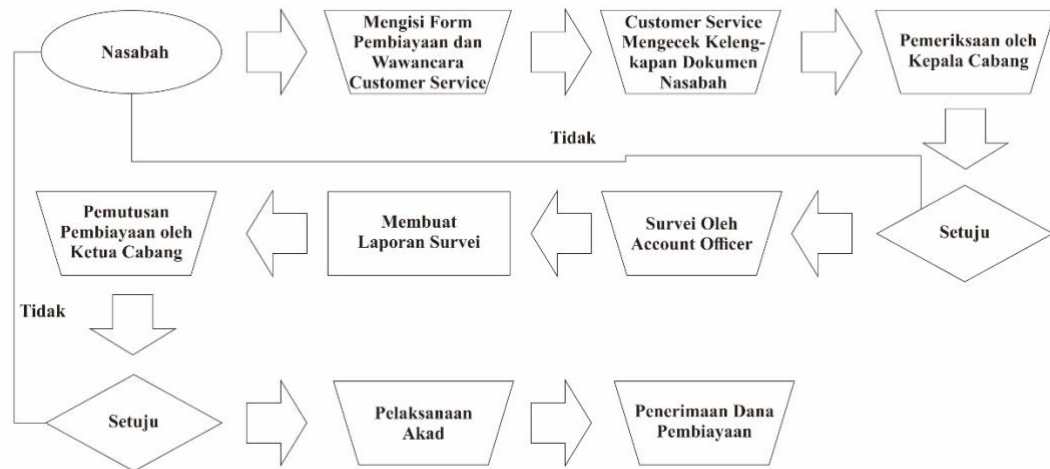 Nasabah
Mengisi Form
Pembiayaan dan
Wawancara
Customer Service
Customer Service
Mengecek Keleng-
kapan Dokumen
Nasabah
Pemeriksaan oleh
Kepala Cabang
Tidak
Setuju
Survei Oleh
Account Officer
Membuat
Laporan Survei
Pemutusan
Pembiayaan oleh
Ketua Cabang
Tidak
Setuju
Pelaksanaan
Akad
Penerimaan Dana
Pembiayaan